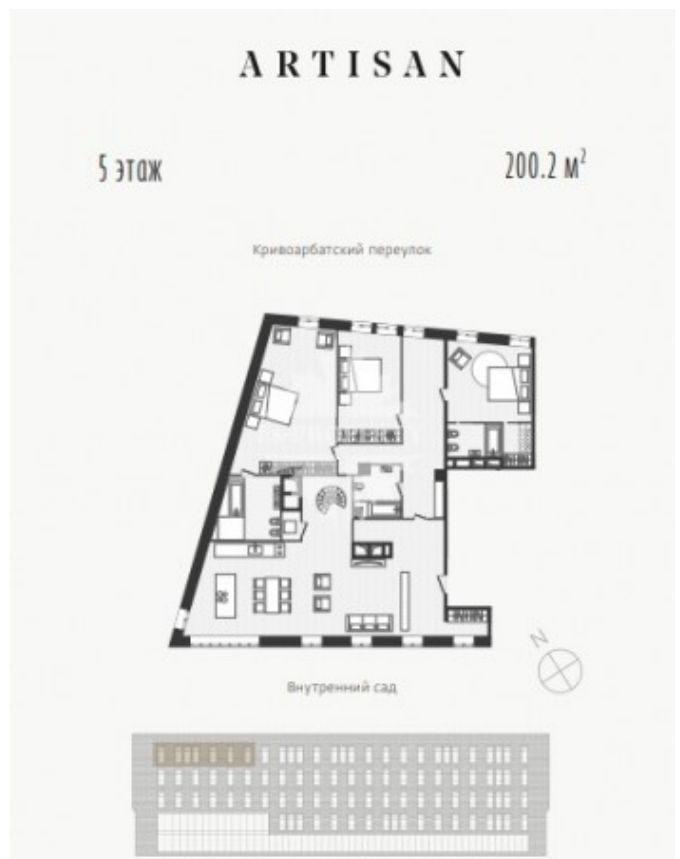 ARTISAN
5 этаж
200.2 м²
Кривоарбатский переулок
N
Внутренний сад